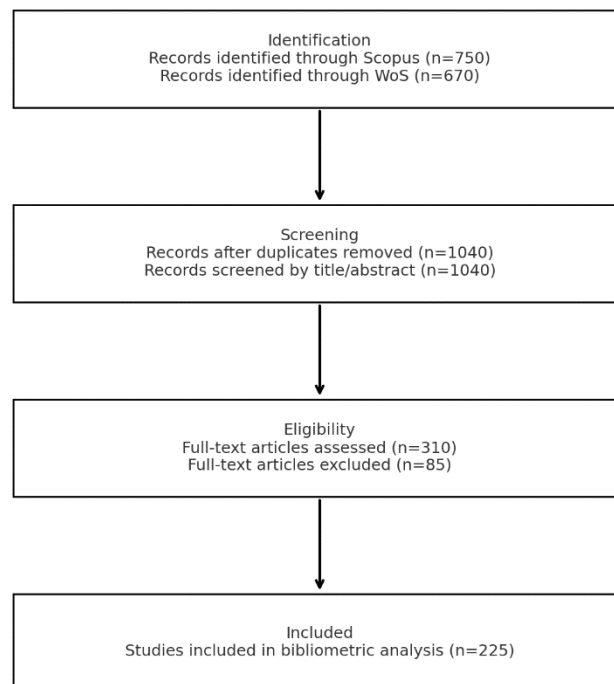 Identification
Records identified through Scopus (n=750)
Records identified through WoS (n=670)
Screening
Records after duplicates removed (n=1040)
Records screened by title/abstract (n=1040)
Eligibility
Full-text articles assessed (n=310)
Full-text articles excluded (n=85)
Included
Studies included in bibliometric analysis (n=225)